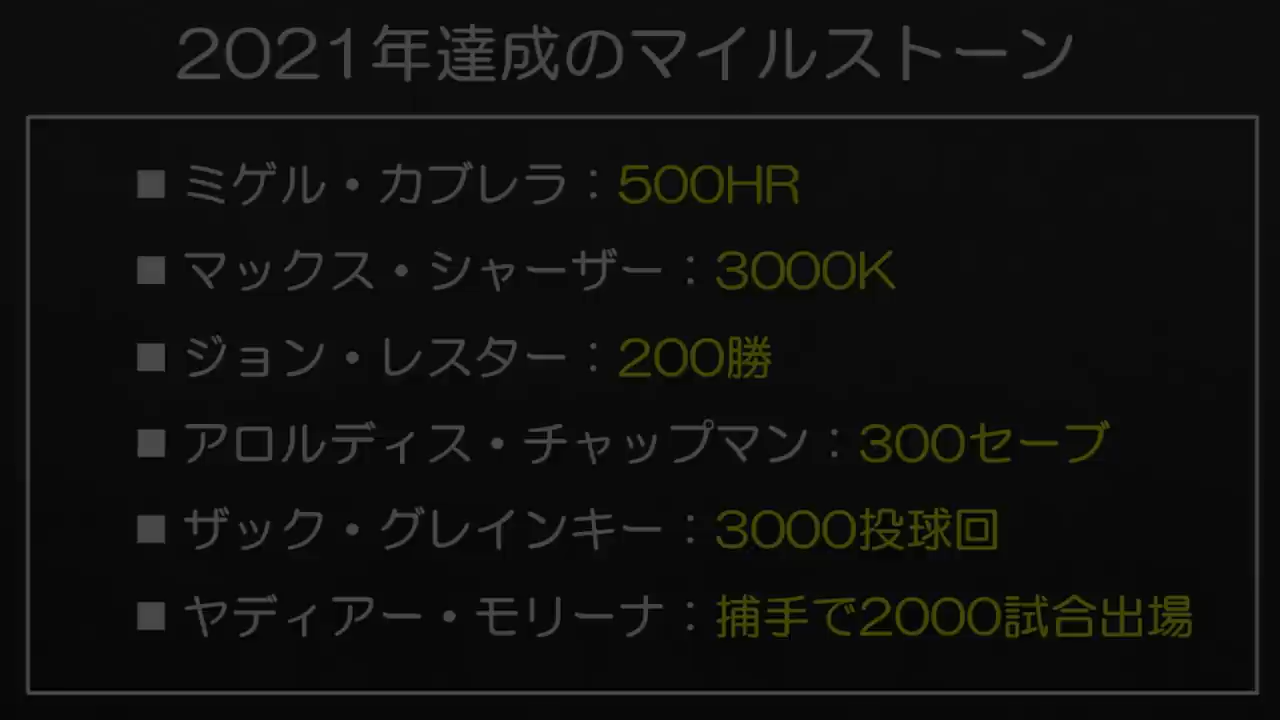 2021年達成のマイルストーン
■ ミゲル・カブレラ：500HR
■ マックス・シャーザー：3000K
■ ジョン・レスター：200勝
■ アロルディス・チャップマン：300セーブ
■ ザック・グレインキー：3000投球回
■ ヤディアー・モリーナ：捕手で2000試合出場